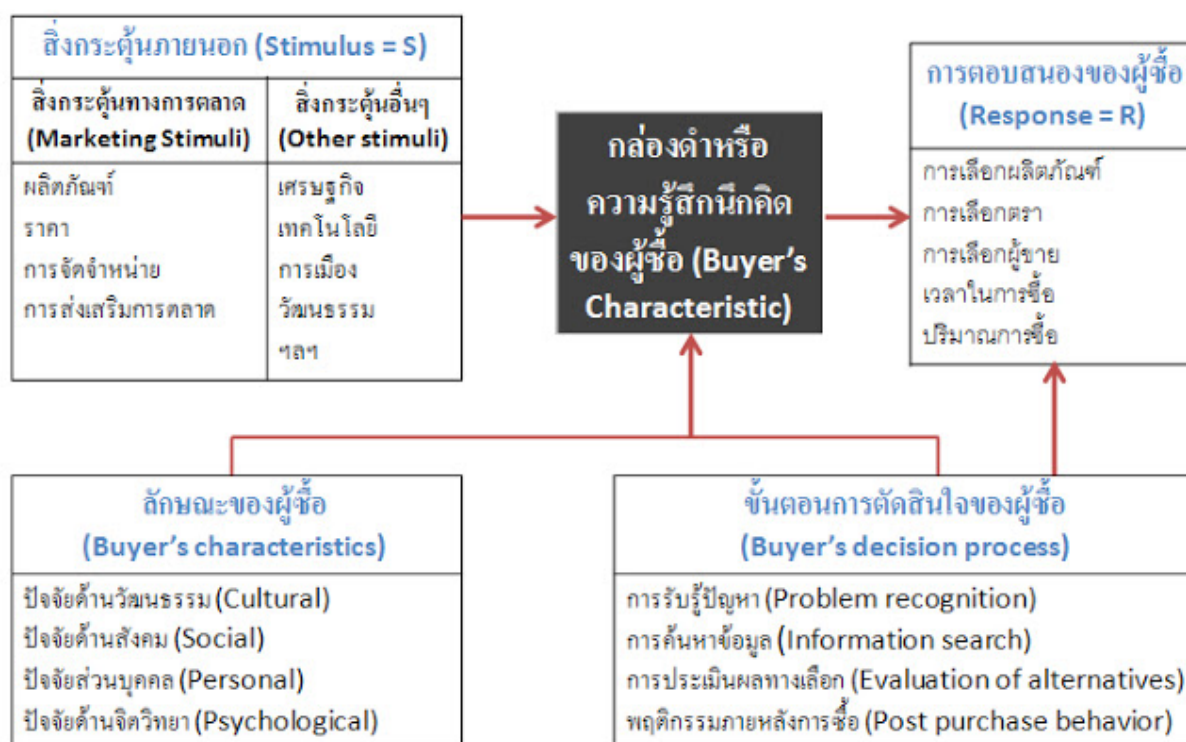 สิ่งกระตุ้นภายนอก (Stimulus = S)
สิ่งกระตุ้นทางการตลาด
(Marketing Stimuli)
ผลิตภัณฑ์
ราคา
การจัดจำหน่าย
การส่งเสริมการตลาด
สิ่งกระตุ้นอื่นๆ
(Other stimuli)
เศรษฐกิจ
เทคโนโลยี
การเมือง
วัฒนธรรม
ฯลฯ
กล่องดำหรือ
ความรู้สึกนึกคิด
ของผู้ซื้อ (Buyer's
Characteristic)
การตอบสนองของผู้ซื้อ
(Response = R)
การเลือกผลิตภัณฑ์
การเลือกตรา
การเลือกผู้ขาย
เวลาในการซื้อ
ปริมาณการซื้อ
ลักษณะของผู้ซื้อ
(Buyer's characteristics)
ปัจจัยด้านวัฒนธรรม (Cultural)
ปัจจัยด้านสังคม (Social)
ปัจจัยส่วนบุคคล (Personal)
ปัจจัยด้านจิตวิทยา (Psychological)
ขั้นตอนการตัดสินใจของผู้ซื้อ
(Buyer's decision process)
การรับรู้ปัญหา (Problem recognition)
การค้นหาข้อมูล (Information search)
การประเมินผลทางเลือก (Evaluation of alternatives)
พฤติกรรมภายหลังการซื้อ (Post purchase behavior)